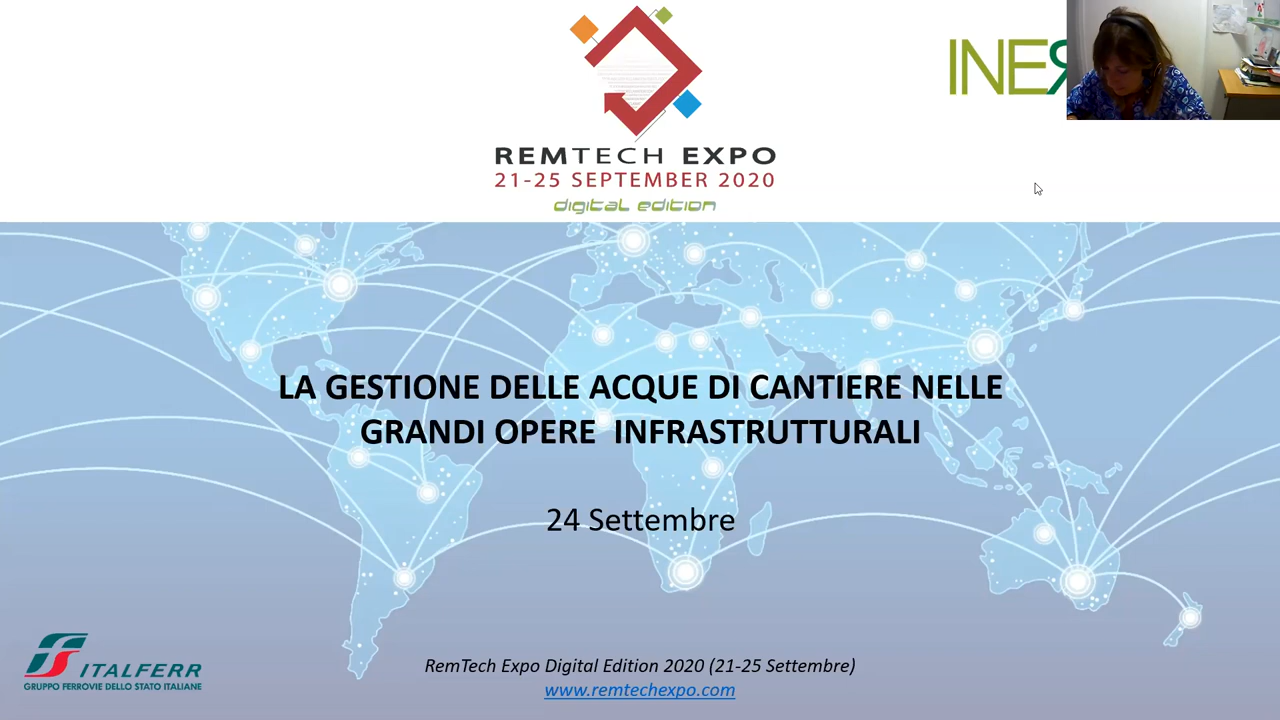 INE
REMTECH EXPO
21-25 SEPTEMBER 2020
digital edition
LA GESTIONE DELLE ACQUE DI CANTIERE NELLE
GRANDI OPERE INFRASTRUTTURALI
24 Settembre
ITALFERR
GRUPPO FERROVIE DELLO STATO ITALIANE
RemTech Expo Digital Edition 2020 (21-25 Settembre)
www.remtechexpo.com